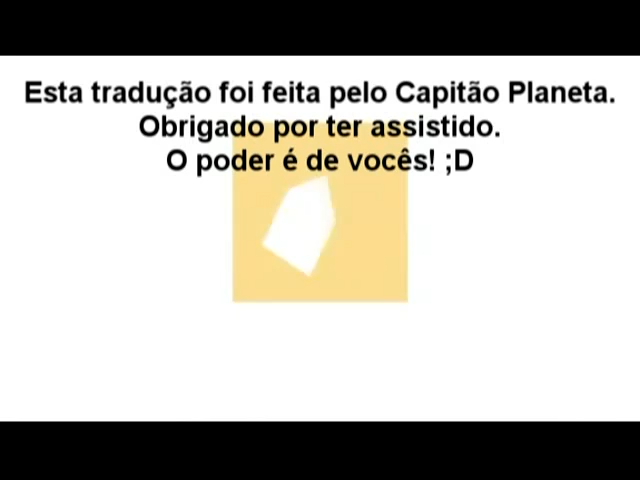 Esta tradução foi feita pelo Capitão Planeta.
Obrigado por ter assistido.
O poder é de vocês! ;D